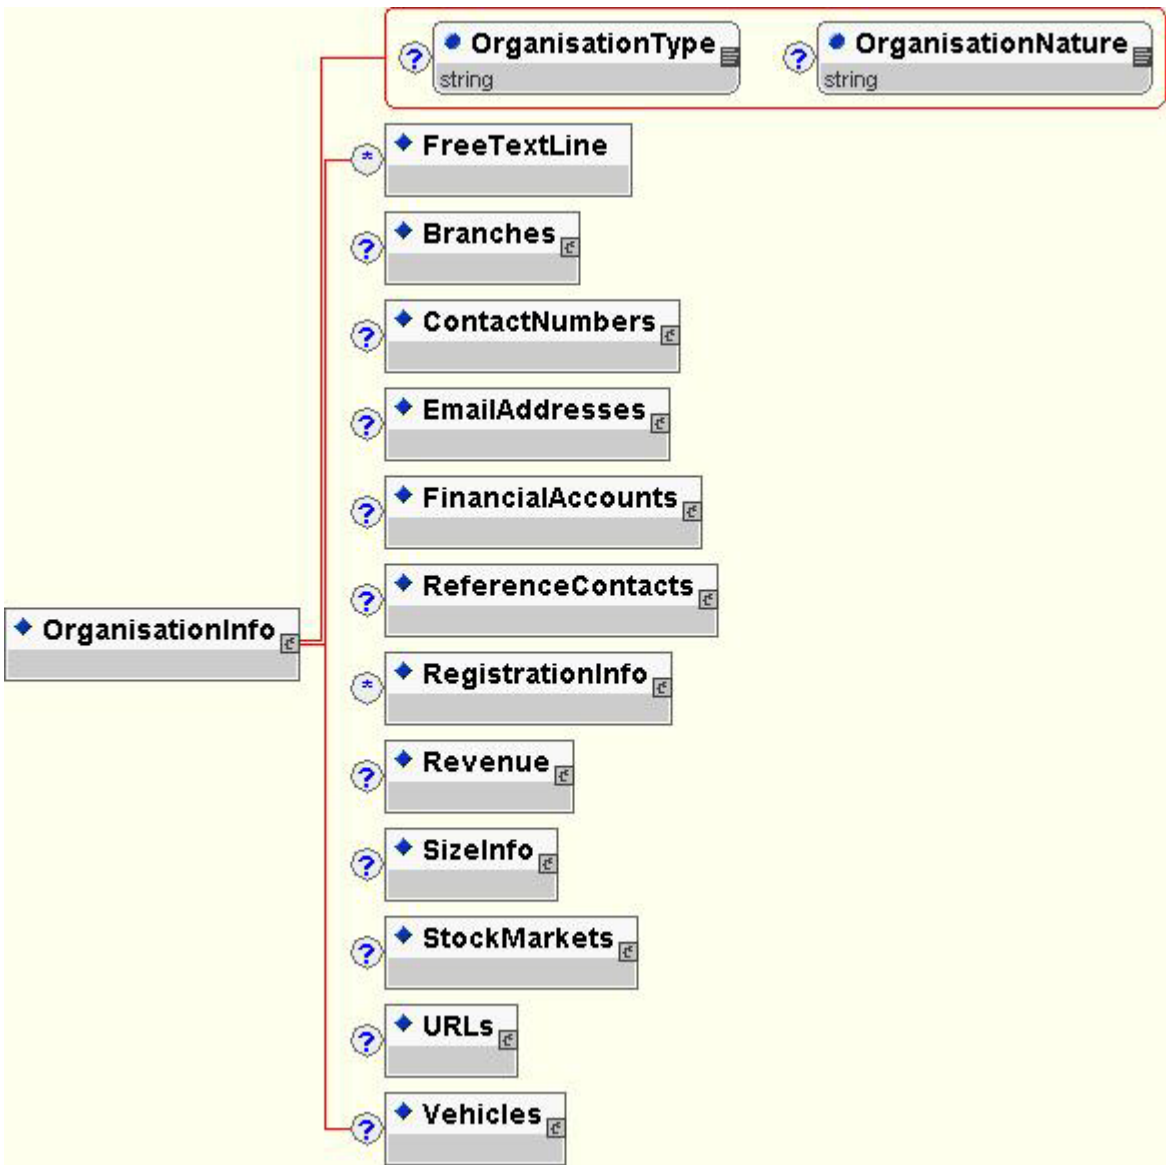 ? OrganisationType ? OrganisationNature
string string
* FreeTextLine
? Branches
? ContactNumbers
? EmailAddresses
? FinancialAccounts
? ReferenceContacts
OrganisationInfo
* RegistrationInfo
? Revenue
? SizeInfo
? StockMarkets
? URLs
? Vehicles